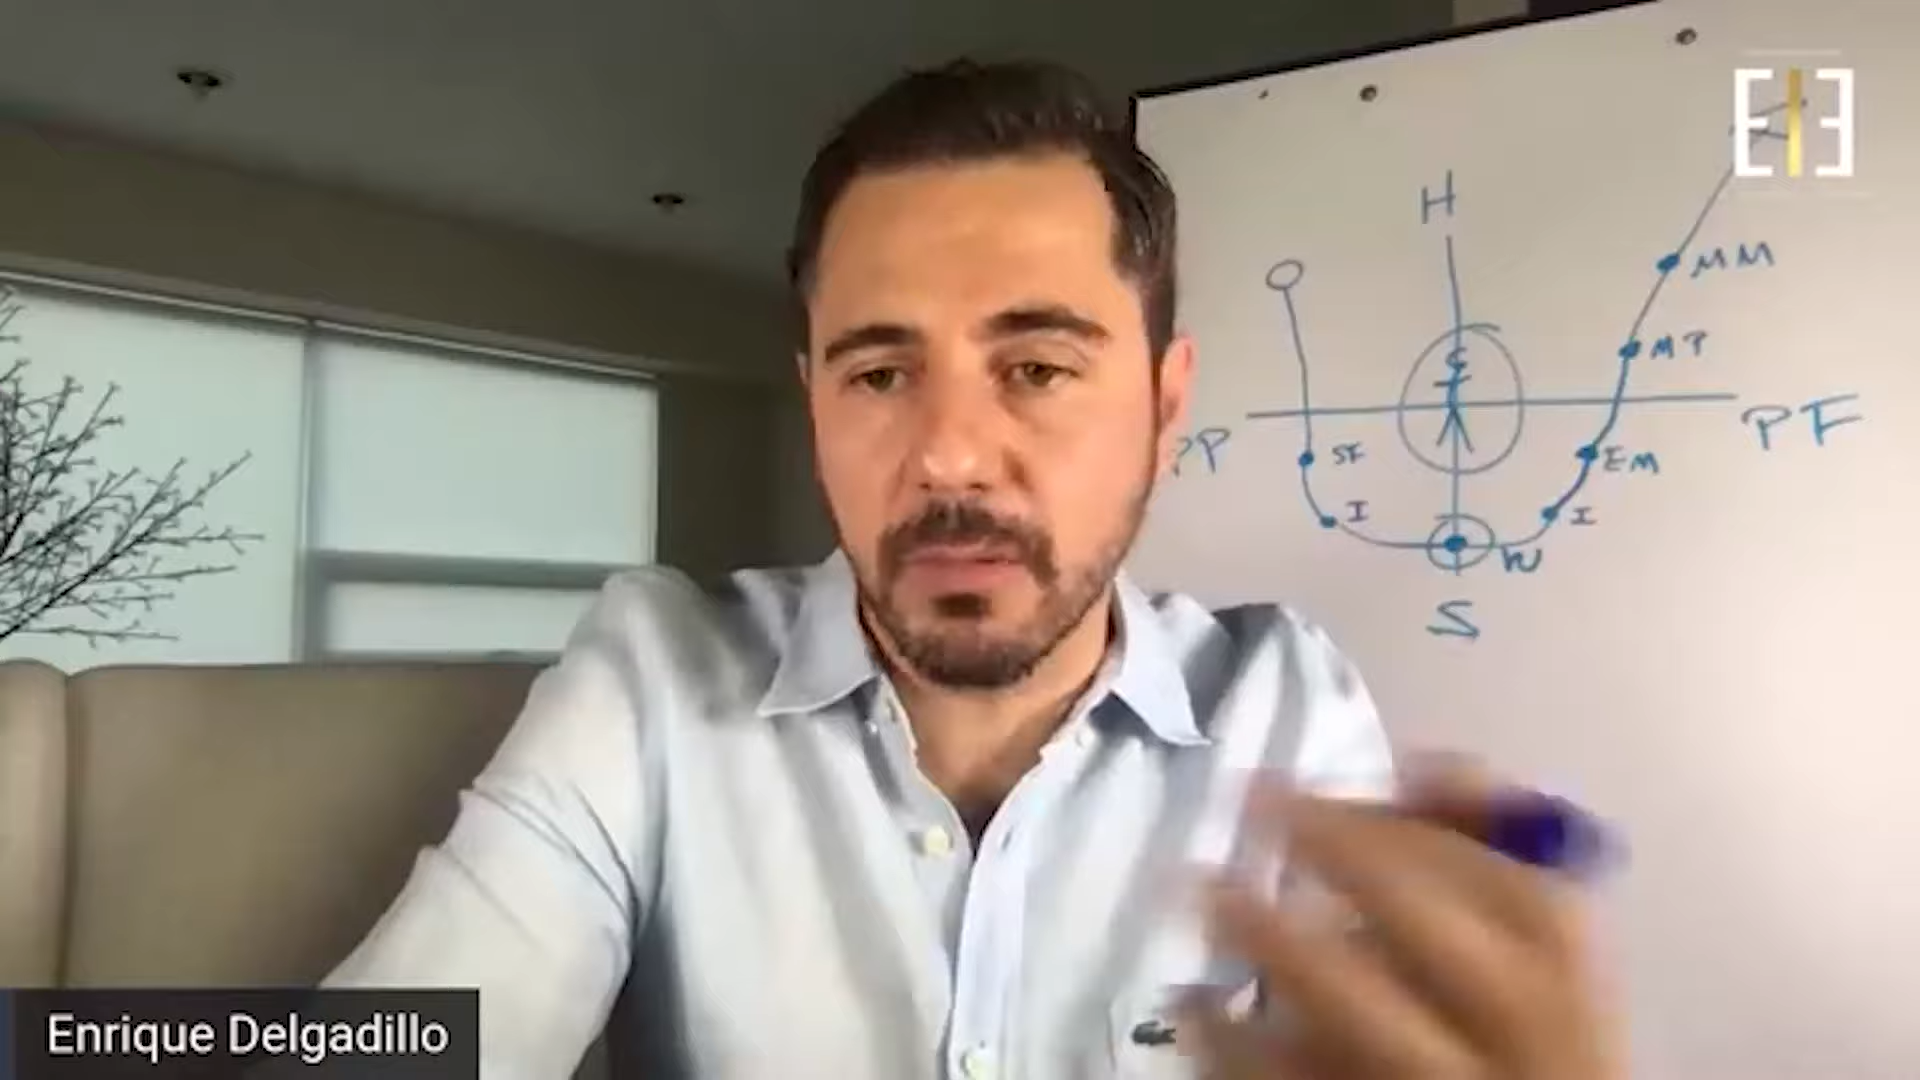 H
MM
MT
PP
PF
SF
EM
I
I
W
S
Enrique Delgadillo